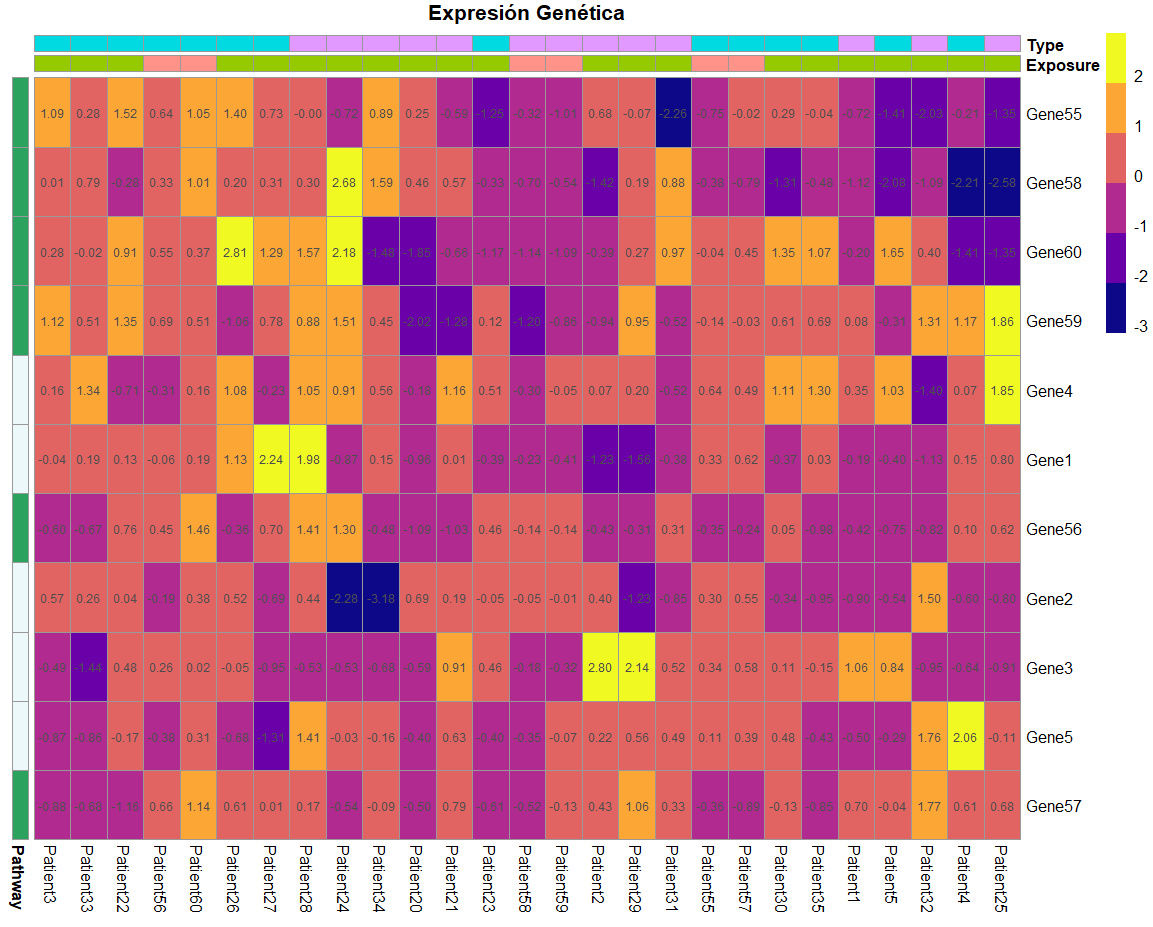 Expresión Genética
Type
Exposure
2
1
0
-1
-2
-3
1.09 0.28 1.52 0.64 1.05 1.40 0.73 -0.00 -0.72 0.89 0.25 -0.59 -1.25 -0.32 -1.01 0.68 -0.07 -2.26 -0.75 -0.02 0.29 -0.04 -0.72 -1.41 -2.03 -0.21 -1.35 Gene55
0.01 0.79 -0.28 0.33 1.01 0.20 0.31 0.30 2.68 1.59 0.46 0.57 -0.33 -0.70 -0.54 -1.42 0.19 0.88 -0.38 -0.79 -1.31 -0.48 -1.12 -2.08 -1.09 -2.21 -2.58 Gene58
0.28 -0.02 0.91 0.55 0.37 2.81 1.29 1.57 2.18 -1.48 -1.85 -0.66 -1.17 -1.14 -1.09 -0.39 0.27 0.97 -0.04 0.45 1.35 1.07 -0.20 1.65 0.40 -1.41 -1.35 Gene60
1.12 0.51 1.35 0.69 0.51 -1.06 0.78 0.88 1.51 0.45 -2.02 -1.28 0.12 -1.20 -0.86 -0.94 0.95 -0.52 -0.14 -0.03 0.61 0.69 0.08 -0.31 1.31 1.17 1.86 Gene59
0.16 1.34 -0.71 -0.31 0.16 1.08 -0.23 1.05 0.91 0.56 -0.18 1.16 0.51 -0.30 -0.05 0.07 0.20 -0.52 0.64 0.49 1.11 1.30 0.35 1.03 -1.40 0.07 1.85 Gene4
-0.04 0.19 0.13 -0.06 0.19 1.13 2.24 1.98 -0.87 0.15 -0.96 0.01 -0.39 -0.23 -0.41 -1.23 -1.56 -0.38 0.33 0.62 -0.37 0.03 -0.19 -0.40 -1.13 0.15 0.80 Gene1
-0.60 -0.67 0.76 0.45 1.46 -0.36 0.70 1.41 1.30 -0.48 -1.09 -1.03 0.46 -0.14 -0.14 -0.43 -0.31 0.31 -0.35 -0.24 0.05 -0.98 -0.42 -0.75 -0.82 0.10 0.62 Gene56
0.57 0.26 0.04 -0.19 0.38 0.52 -0.69 0.44 -2.28 -3.18 0.69 0.19 -0.05 -0.05 -0.01 0.40 -1.23 -0.85 0.30 0.55 -0.34 -0.95 -0.90 -0.54 1.50 -0.60 -0.80 Gene2
-0.49 -1.44 0.48 0.26 0.02 -0.05 -0.95 -0.53 -0.53 -0.68 -0.59 0.91 0.46 -0.18 -0.32 2.80 2.14 0.52 0.34 0.58 0.11 -0.15 1.06 0.84 -0.95 -0.64 -0.91 Gene3
-0.87 -0.86 -0.17 -0.38 0.31 -0.68 -1.31 1.41 -0.03 -0.16 -0.40 0.63 -0.40 -0.35 -0.07 0.22 0.56 0.49 0.11 0.39 0.48 -0.43 -0.50 -0.29 1.76 2.06 -0.11 Gene5
-0.88 -0.68 -1.16 0.66 1.14 0.61 0.01 0.17 -0.54 -0.09 -0.50 0.79 -0.61 -0.52 -0.13 0.43 1.06 0.33 -0.36 -0.89 -0.13 -0.85 0.70 -0.04 1.77 0.61 0.68 Gene57
Pathway
Patient3
Patient33
Patient22
Patient56
Patient60
Patient26
Patient27
Patient28
Patient24
Patient34
Patient20
Patient21
Patient23
Patient58
Patient59
Patient2
Patient29
Patient31
Patient55
Patient57
Patient30
Patient35
Patient1
Patient5
Patient32
Patient4
Patient25